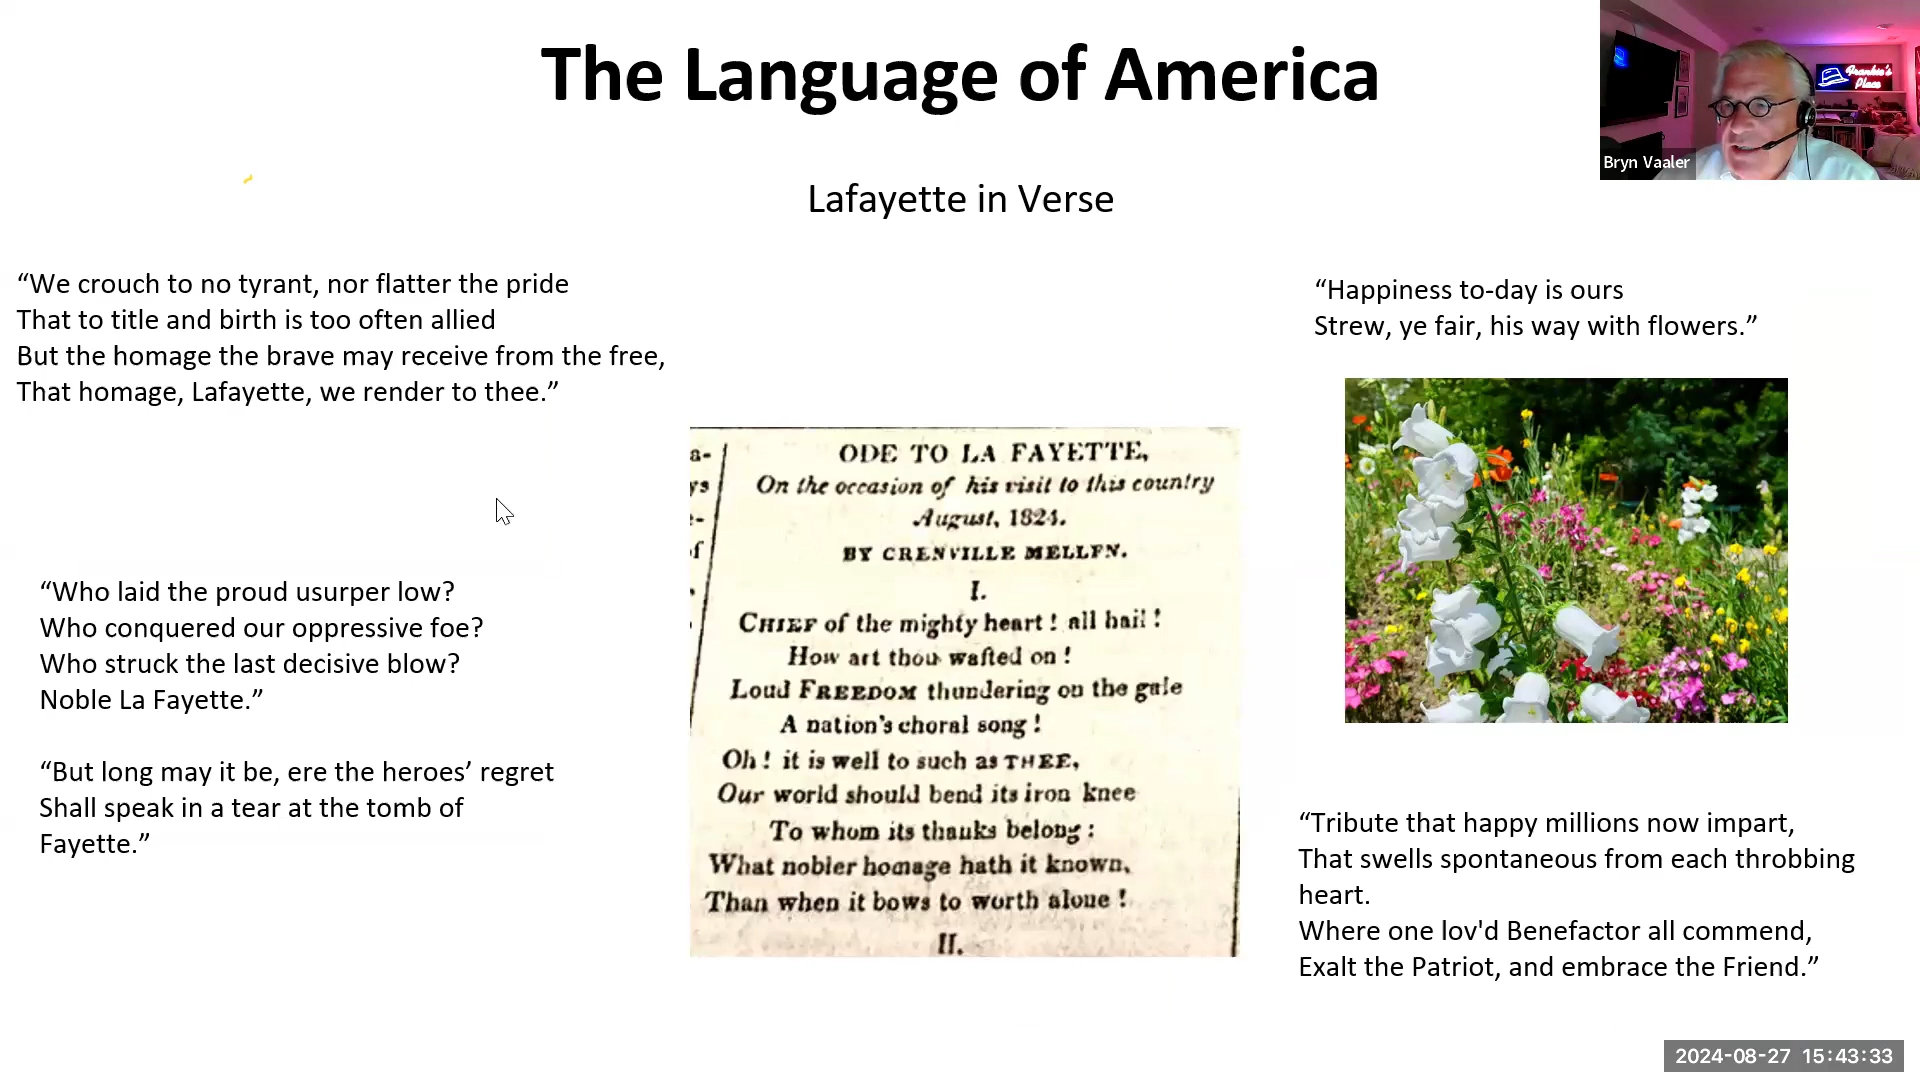 The Language of America
Lafayette in Verse
Frankie's
Place
Bryn Vaaler
“We crouch to no tyrant, nor flatter the pride
That to title and birth is too often allied
But the homage the brave may receive from the free,
That homage, Lafayette, we render to thee.”
“Who laid the proud usurper low?
Who conquered our oppressive foe?
Who struck the last decisive blow?
Noble La Fayette.”
“But long may it be, ere the heroes’ regret
Shall speak in a tear at the tomb of
Fayette.”
a-
ys
e-
of
ODE TO LA FAYETTE,
On the occasion of his visit to this country
August, 1824.
BY GRENVILLE MELLEN.
I.
CHIEF of the mighty heart ! all hail !
How art thou wafted on !
Loud FREEDOM thundering on the gale
A nation's choral song !
Oh ! it is well to such as THEE,
Our world should bend its iron knee
To whom its thanks belong :
What nobler homage hath it known,
Than when it bows to worth alone !
II.
“Happiness to-day is ours
Strew, ye fair, his way with flowers.”
“Tribute that happy millions now impart,
That swells spontaneous from each throbbing
heart.
Where one lov'd Benefactor all commend,
Exalt the Patriot, and embrace the Friend.”
2024-08-27 15:43:33